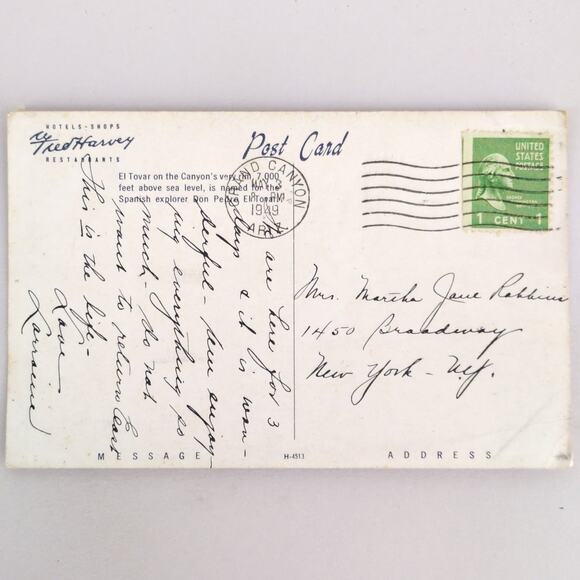 HOTELS - SHOPS
Fred Harvey
RESTAURANTS
Post Card
El Tovar on the Canyon's very rim, 7,000
feet above sea level, is named for the
Spanish explorer Don Pedro El Tovar.
GRAND CANYON
MAY 3
PM
1949
ARIZ
UNITED
STATES
POSTAGE
1 CENT 1
are here for 3
days & it is won-
derful - am enjoy-
ing everything so
much - do not
want to return East
This is the life -
Love
Lorraine
Mrs. Martha Jane Robbins
1450 Broadway
New York - N.Y.
MESSAGE
H-4513
ADDRESS